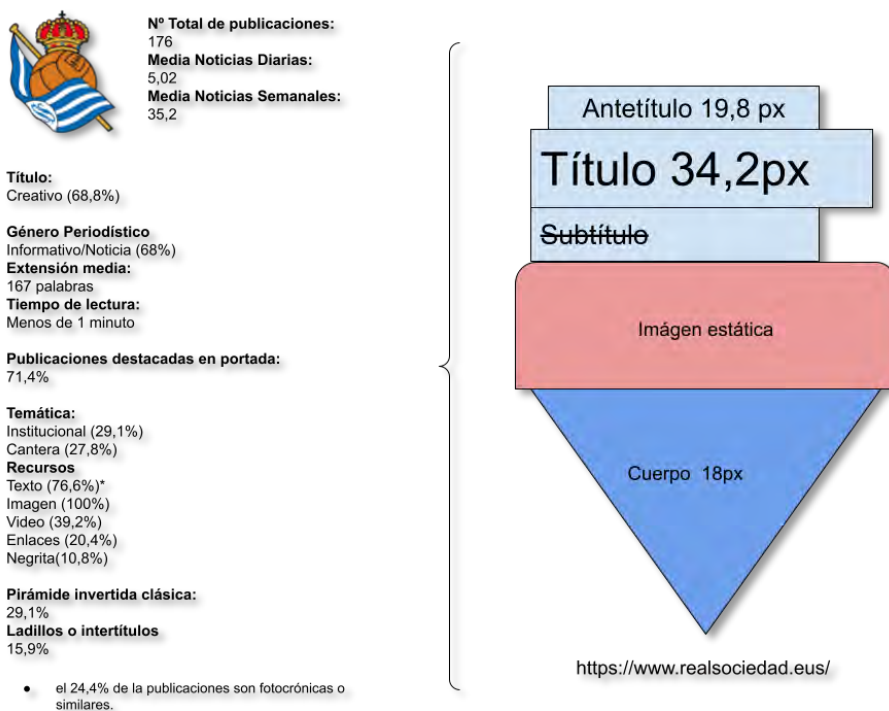 Nº Total de publicaciones:
176
Media Noticias Diarias:
5,02
Media Noticias Semanales:
35,2
Título:
Creativo (68,8%)
Género Periodístico
Informativo/Noticia (68%)
Extensión media:
167 palabras
Tiempo de lectura:
Menos de 1 minuto
Publicaciones destacadas en portada:
71,4%
Temática:
Institucional (29,1%)
Cantera (27,8%)
Recursos
Texto (76,6%)*
Imagen (100%)
Video (39,2%)
Enlaces (20,4%)
Negrita(10,8%)
Pirámide invertida clásica:
29,1%
Ladillos o intertítulos
15,9%
● el 24,4% de la publicaciones son fotocrónicas o
similares.
Antetítulo 19,8 px
Título 34,2px
Subtítulo
Imágen estática
Cuerpo 18px
https://www.realsociedad.eus/